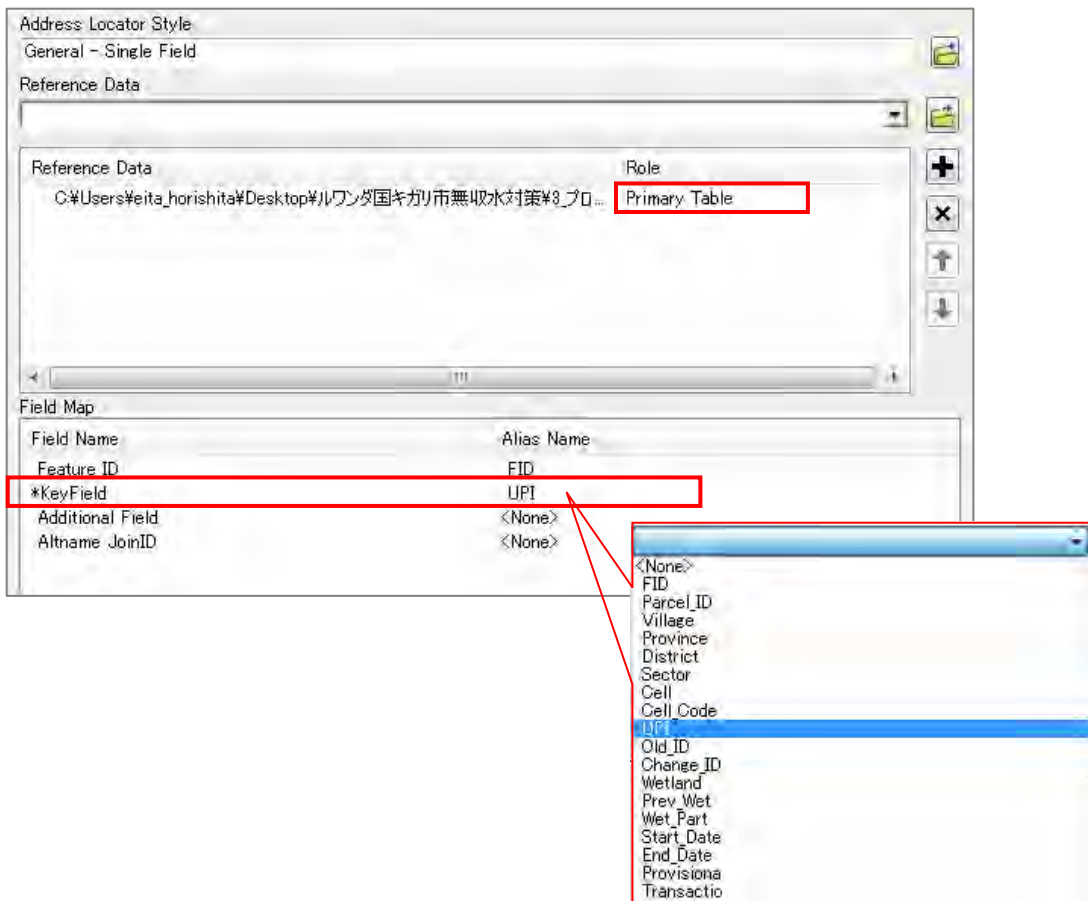 Address Locator Style
General - Single Field
Reference Data
Reference Data Role
C:¥Users¥eita_horishita¥Desktop¥ルワンダ国キガリ市無収水対策¥3_プロ... Primary Table
Field Map
Field Name Alias Name
Feature ID FID
*KeyField UPI
Additional Field <None>
Altname JoinID <None>
<None>
FID
Parcel_ID
Village
Province
District
Sector
Cell
Cell_Code
UPI
Old_ID
Change_ID
Wetland
Prev_Wet
Wet_Part
Start_Date
End_Date
Provisiona
Transactio